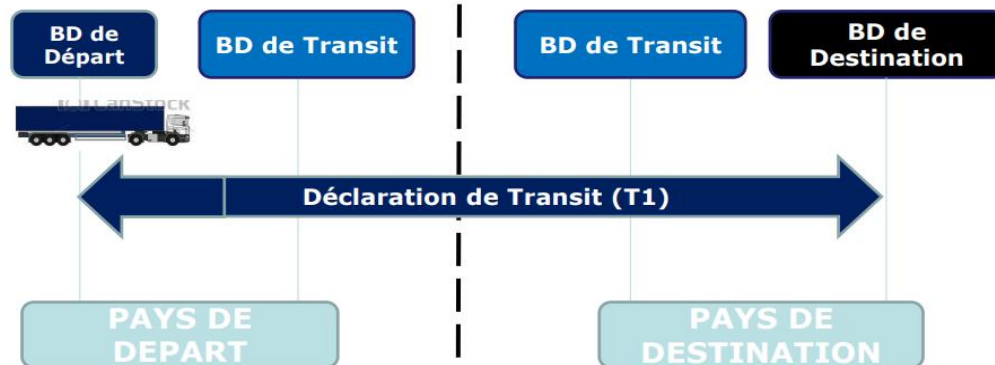 BD de
Départ
BD de Transit
BD de Transit
BD de
Destination
CanStock
Déclaration de Transit (T1)
PAYS DE
DEPART
PAYS DE
DESTINATION